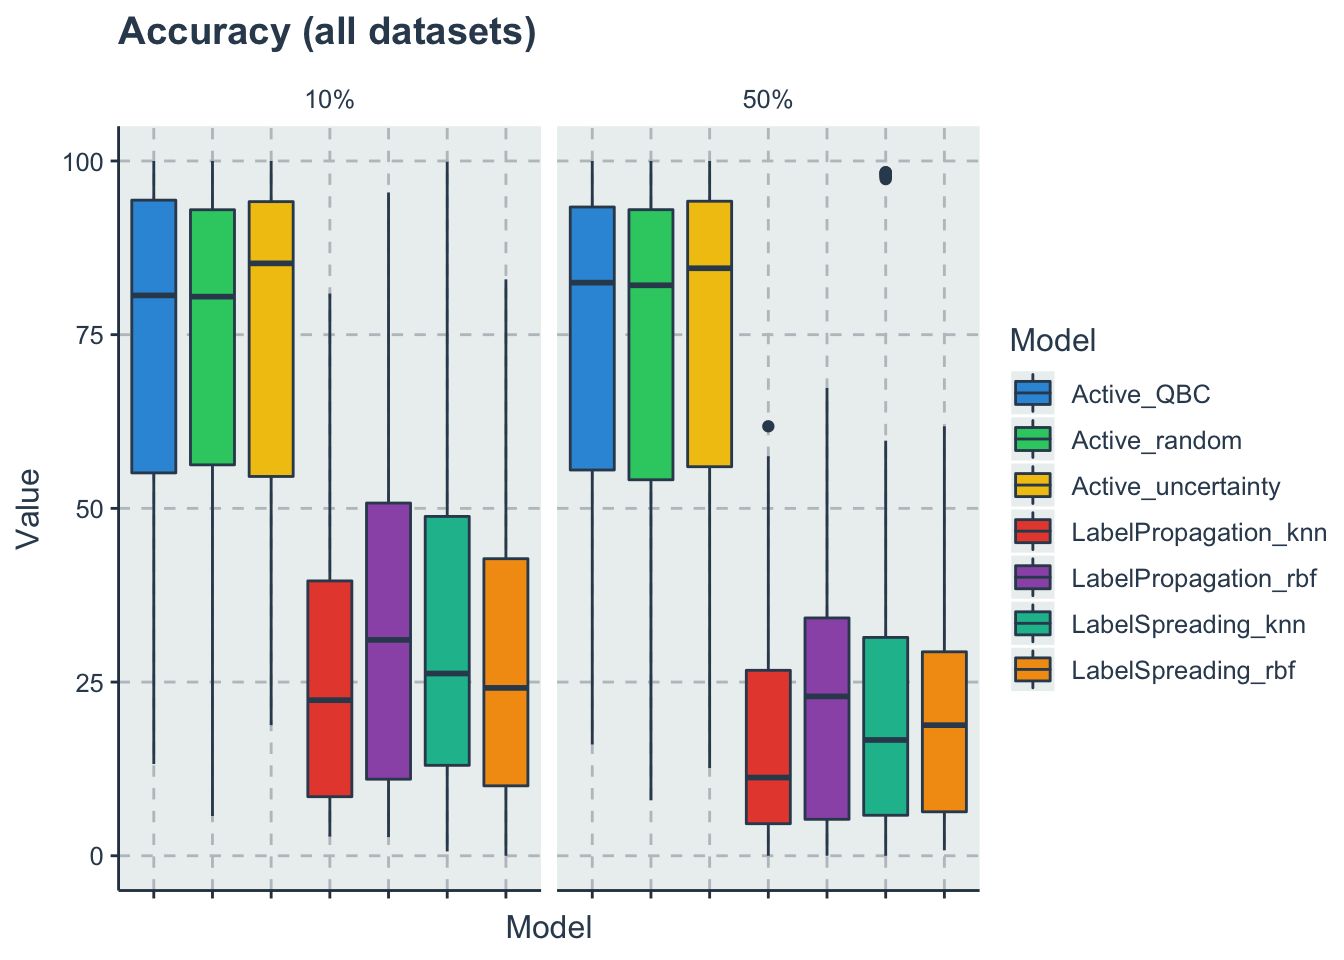 Accuracy (all datasets)
10%
50%
100
75
50
25
0
Value
Model
Model
Active_QBC
Active_random
Active_uncertainty
LabelPropagation_knn
LabelPropagation_rbf
LabelSpreading_knn
LabelSpreading_rbf